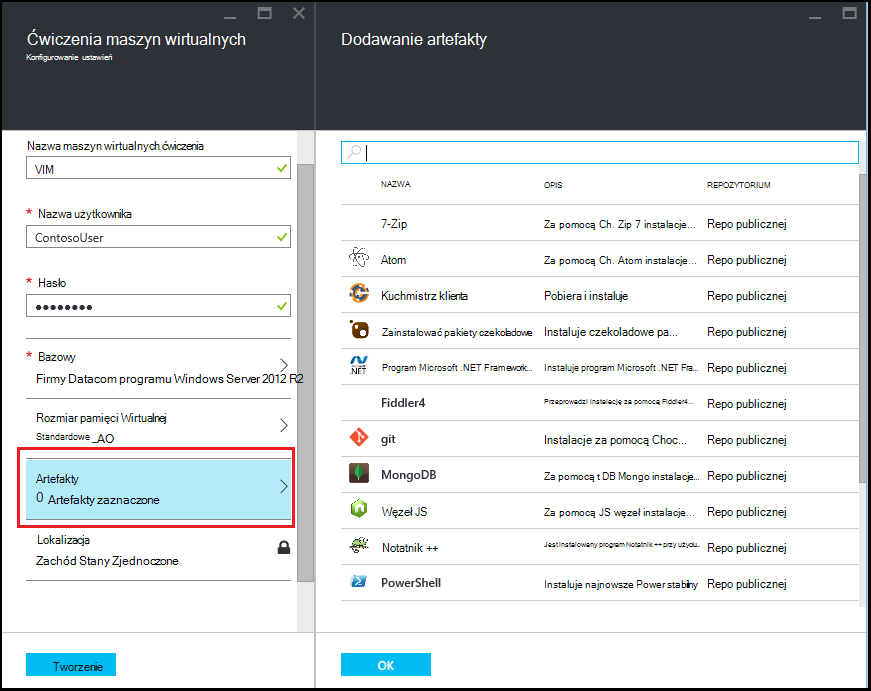 Ćwiczenia maszyn wirtualnych
Konfigurowanie ustawień
Nazwa maszyn wirtualnych ćwiczenia
VIM
* Nazwa użytkownika
ContosoUser
* Hasło
●●●●●●●●
* Bazowy
Firmy Datacom programu Windows Server 2012 R2
Rozmiar pamięci Wirtualnej
Standardowe_AO
Artefakty
0 Artefakty zaznaczone
Lokalizacja
Zachód Stany Zjednoczone
Tworzenie
Dodawanie artefakty
NAZWA OPIS REPOZYTORIUM
7-Zip Za pomocą Ch. Zip 7 instalacje... Repo publicznej
Atom Za pomocą Ch. Atom instalacje... Repo publicznej
Kuchmistrz klienta Pobiera i instaluje Repo publicznej
Zainstalować pakiety czekoladowe Instaluje czekoladowe pa... Repo publicznej
.NET Program Microsoft .NET Framework... Instaluje program Microsoft .NET Fra... Repo publicznej
Fiddler4 Przeprowadzi instalację za pomocą Fiddler4... Repo publicznej
git Instalacje za pomocą Choc... Repo publicznej
MongoDB Za pomocą t DB Mongo instalacje... Repo publicznej
Węzeł JS Za pomocą JS węzeł instalacje... Repo publicznej
Notatnik ++ Jest instalowany program Notatnik ++ przy użyciu. Repo publicznej
PowerShell Instaluje najnowsze Power stabilny Repo publicznej
OK